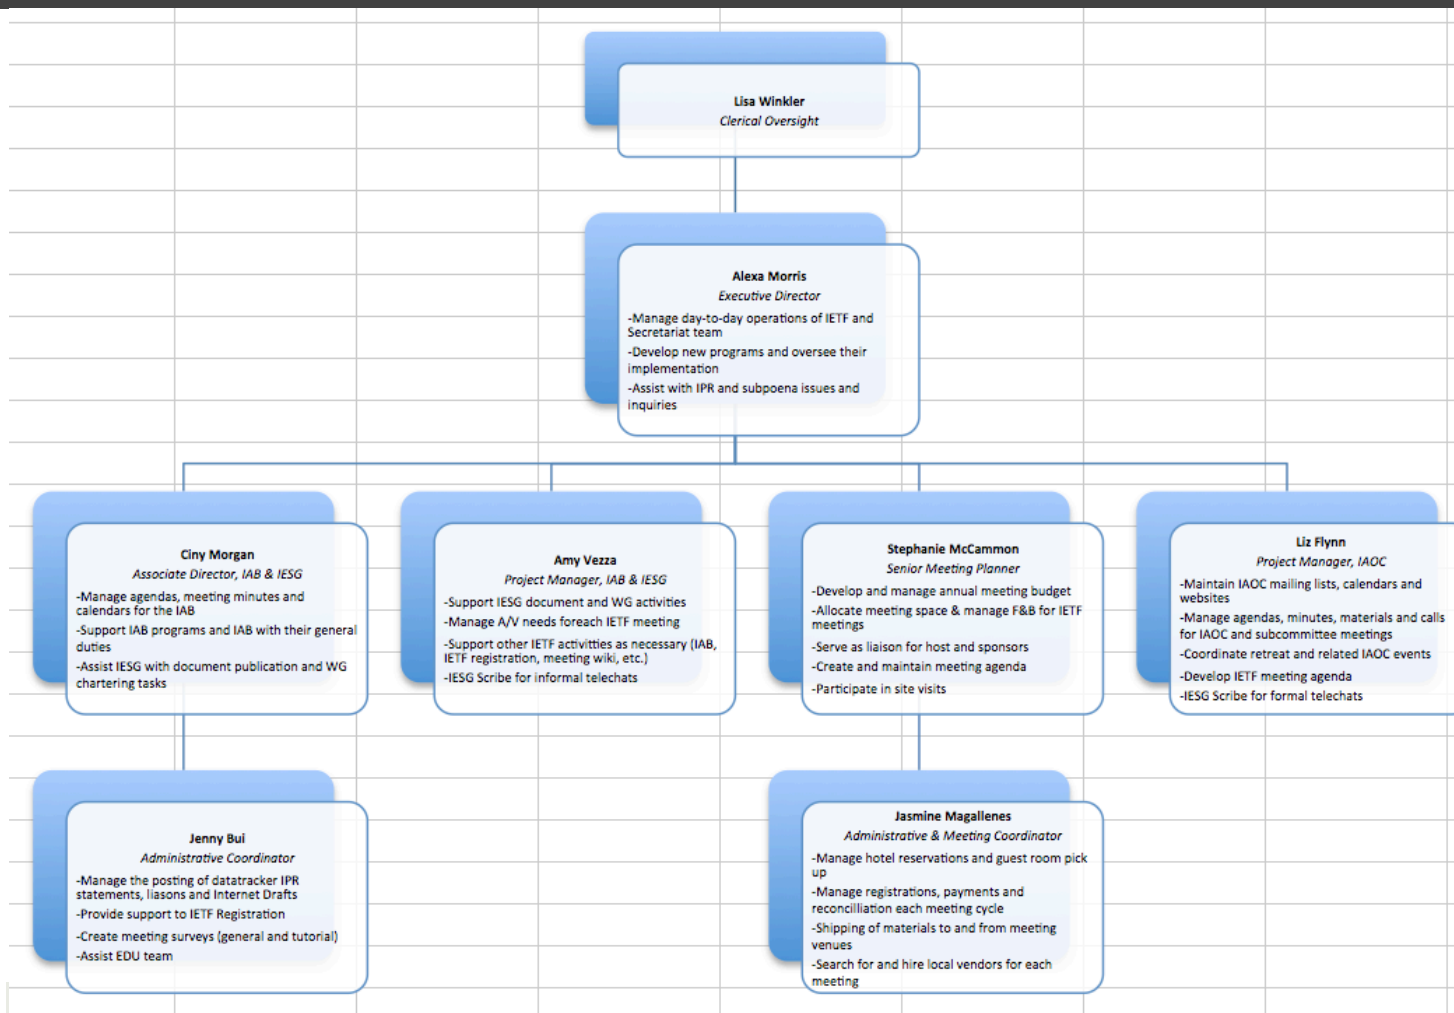 Lisa Winkler
Clerical Oversight
Alexa Morris
Executive Director
-Manage day-to-day operations of IETF and
Secretariat team
-Develop new programs and oversee their
implementation
-Assist with IPR and subpoena issues and
inquiries
Ciny Morgan
Associate Director, IAB & IESG
-Manage agendas, meeting minutes and
calendars for the IAB
-Support IAB programs and IAB with their general
duties
-Assist IESG with document publication and WG
chartering tasks
Amy Vezza
Project Manager, IAB & IESG
-Support IESG document and WG activities
-Manage A/V needs foreach IETF meeting
-Support other IETF activities as necessary (IAB,
IETF registration, meeting wiki, etc.)
-IESG Scribe for informal telechats
Stephanie McCammon
Senior Meeting Planner
-Develop and manage annual meeting budget
-Allocate meeting space & manage F&B for IETF
meetings
-Serve as liaison for host and sponsors
-Create and maintain meeting agenda
-Participate in site visits
Liz Flynn
Project Manager, IAOC
-Maintain IAOC mailing lists, calendars and
websites
-Manage agendas, minutes, materials and calls
for IAOC and subcommittee meetings
-Coordinate retreat and related IAOC events
-Develop IETF meeting agenda
-IESG Scribe for formal telechats
Jenny Bui
Administrative Coordinator
-Manage the posting of datatracker IPR
statements, liasons and Internet Drafts
-Provide support to IETF Registration
-Create meeting surveys (general and tutorial)
-Assist EDU team
Jasmine Magallenes
Administrative & Meeting Coordinator
-Manage hotel reservations and guest room pick
up
-Manage registrations, payments and
reconcilliation each meeting cycle
-Shipping of materials to and from meeting
venues
-Search for and hire local vendors for each
meeting